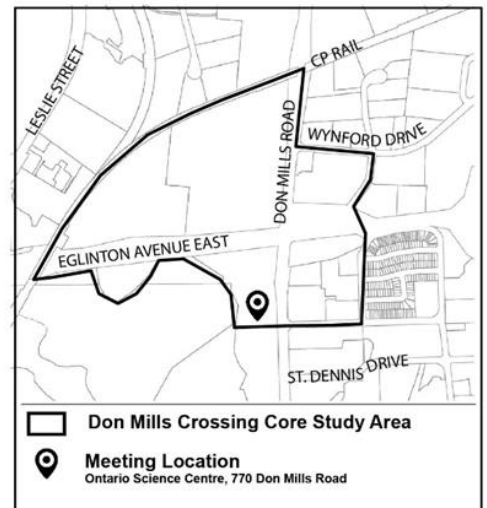 CP RAIL
LESLIE STREET
DON MILLS ROAD
WYNFORD DRIVE
EGLINTON AVENUE EAST
ST. DENNIS DRIVE
Don Mills Crossing Core Study Area
Meeting Location
Ontario Science Centre, 770 Don Mills Road